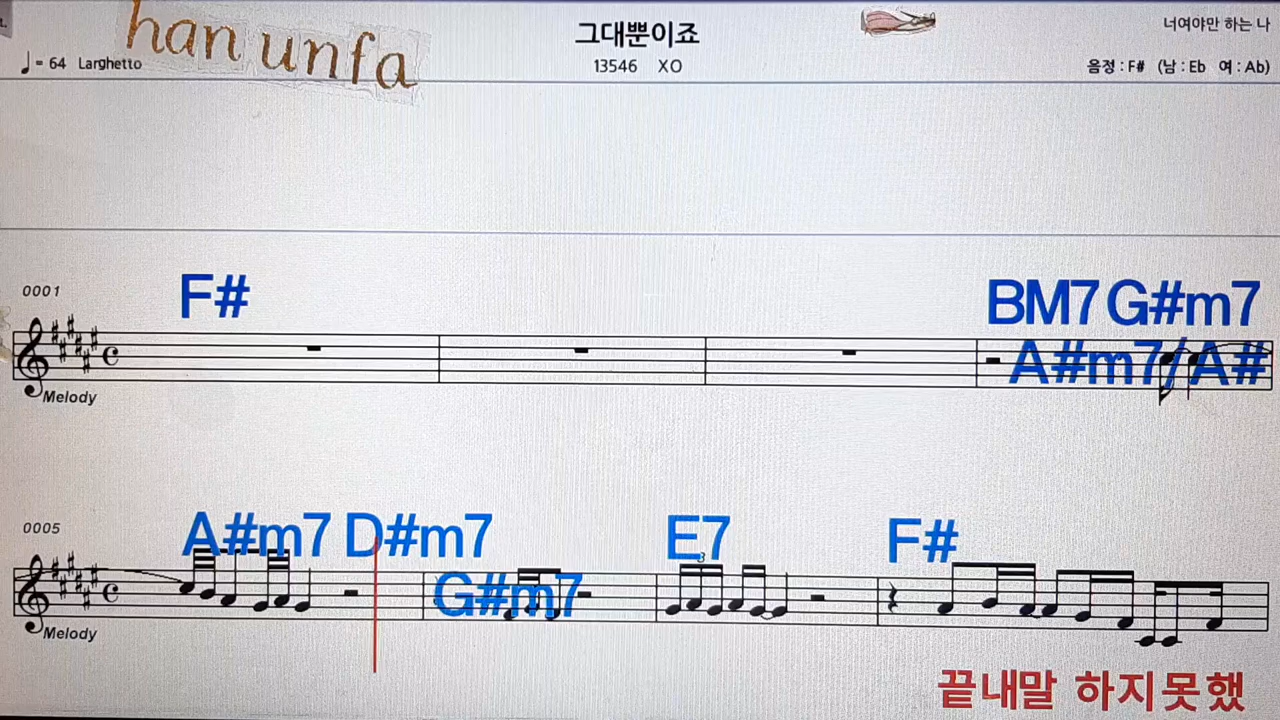 han unfa
그대뿐이죠
너여야만 하는 나
♩= 64 Larghetto
13546 XO
음정 : F# (남 : Eb 여 : Ab)
0001
F#
BM7 G#m7
A#m7/A#
Melody
0005
A#m7 D#m7
E7
F#
3
G#m7
Melody
끝내말 하지못했